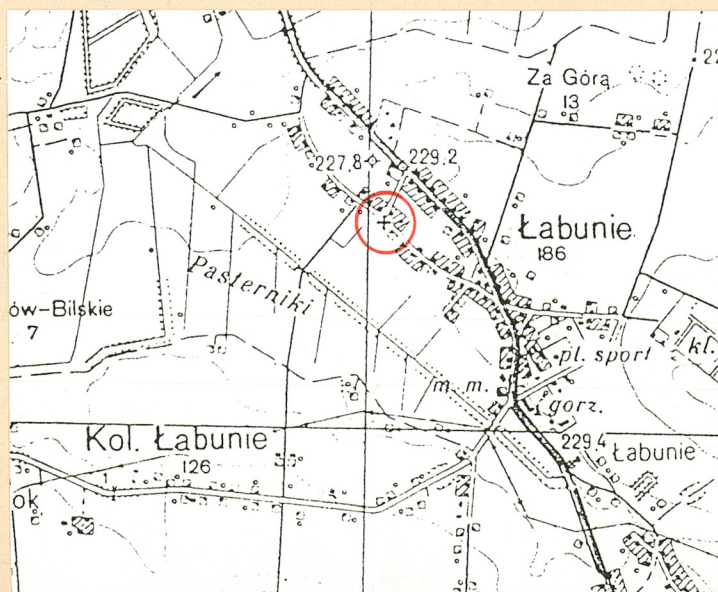 22
Za Górą
13
227.8
229.2
Łabunie
186
Pasterniki
ów-Bilskie
7
pl. sport
kl.
m. m.
gorz.
Kol. Łabunie
126
229.4
Łabunie
ok